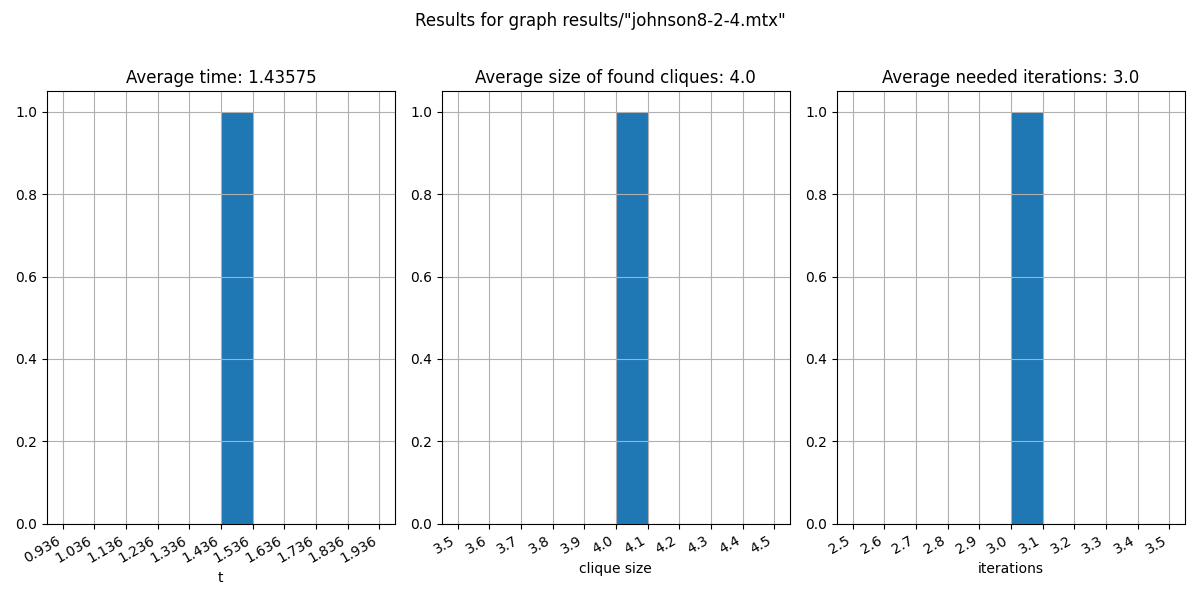 Results for graph results/"johnson8-2-4.mtx"
Average time: 1.43575
1.0
0.8
0.6
0.4
0.2
0.0
0.936 1.036 1.136 1.236 1.336 1.436 1.536 1.636 1.736 1.836 1.936
t
Average size of found cliques: 4.0
1.0
0.8
0.6
0.4
0.2
0.0
3.5 3.6 3.7 3.8 3.9 4.0 4.1 4.2 4.3 4.4 4.5
clique size
Average needed iterations: 3.0
1.0
0.8
0.6
0.4
0.2
0.0
2.5 2.6 2.7 2.8 2.9 3.0 3.1 3.2 3.3 3.4 3.5
iterations